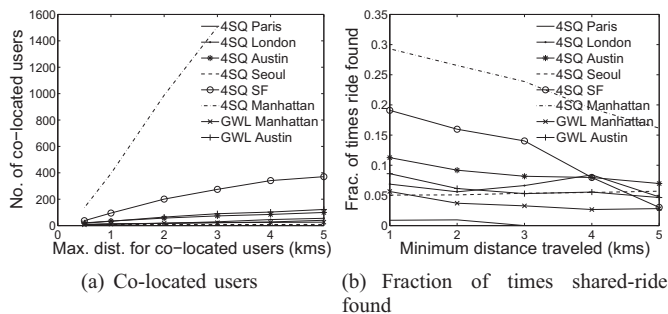 1600
1400
1200
1000
800
600
400
200
0
No. of co-located users
4SQ Paris
4SQ London
4SQ Austin
4SQ Seoul
4SQ SF
4SQ Manhattan
GWL Manhattan
GWL Austin
0 1 2 3 4 5
Max. dist. for co-located users (kms)
(a) Co-located users
0.35
0.3
0.25
0.2
0.15
0.1
0.05
0
Frac. of times ride found
4SQ Paris
4SQ London
4SQ Austin
4SQ Seoul
4SQ SF
4SQ Manhattan
GWL Manhattan
GWL Austin
1 2 3 4 5
Minimum distance traveled (kms)
(b) Fraction of times shared-ride
found